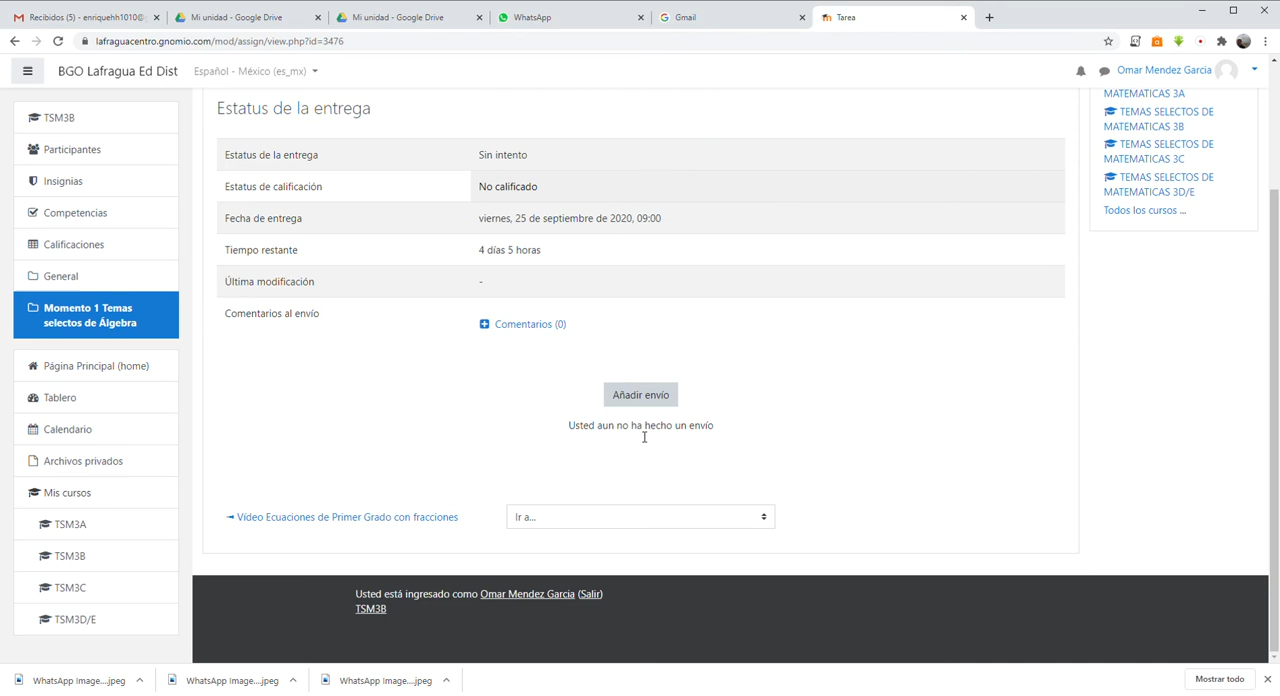 Recibidos (5) - enriquehh1010@
Mi unidad - Google Drive
Mi unidad - Google Drive
WhatsApp
Gmail
Tarea
lafraguacentro.gnomio.com/mod/assign/view.php?id=3476
BGO Lafragua Ed Dist
Español - México (es_mx)
Omar Mendez Garcia
TSM3B
Participantes
Insignias
Competencias
Calificaciones
General
Momento 1 Temas
selectos de Álgebra
Página Principal (home)
Tablero
Calendario
Archivos privados
Mis cursos
TSM3A
TSM3B
TSM3C
TSM3D/E
Estatus de la entrega
Estatus de la entrega Sin intento
Estatus de calificación No calificado
Fecha de entrega viernes, 25 de septiembre de 2020, 09:00
Tiempo restante 4 días 5 horas
Última modificación -
Comentarios al envío
Comentarios (0)
Añadir envío
Usted aun no ha hecho un envío
◄ Vídeo Ecuaciones de Primer Grado con fracciones
Ir a...
MATEMATICAS 3A
TEMAS SELECTOS DE
MATEMATICAS 3B
TEMAS SELECTOS DE
MATEMATICAS 3C
TEMAS SELECTOS DE
MATEMATICAS 3D/E
Todos los cursos ...
Usted está ingresado como Omar Mendez Garcia (Salir)
TSM3B
WhatsApp Image....jpeg
WhatsApp Image....jpeg
WhatsApp Image....jpeg
Mostrar todo